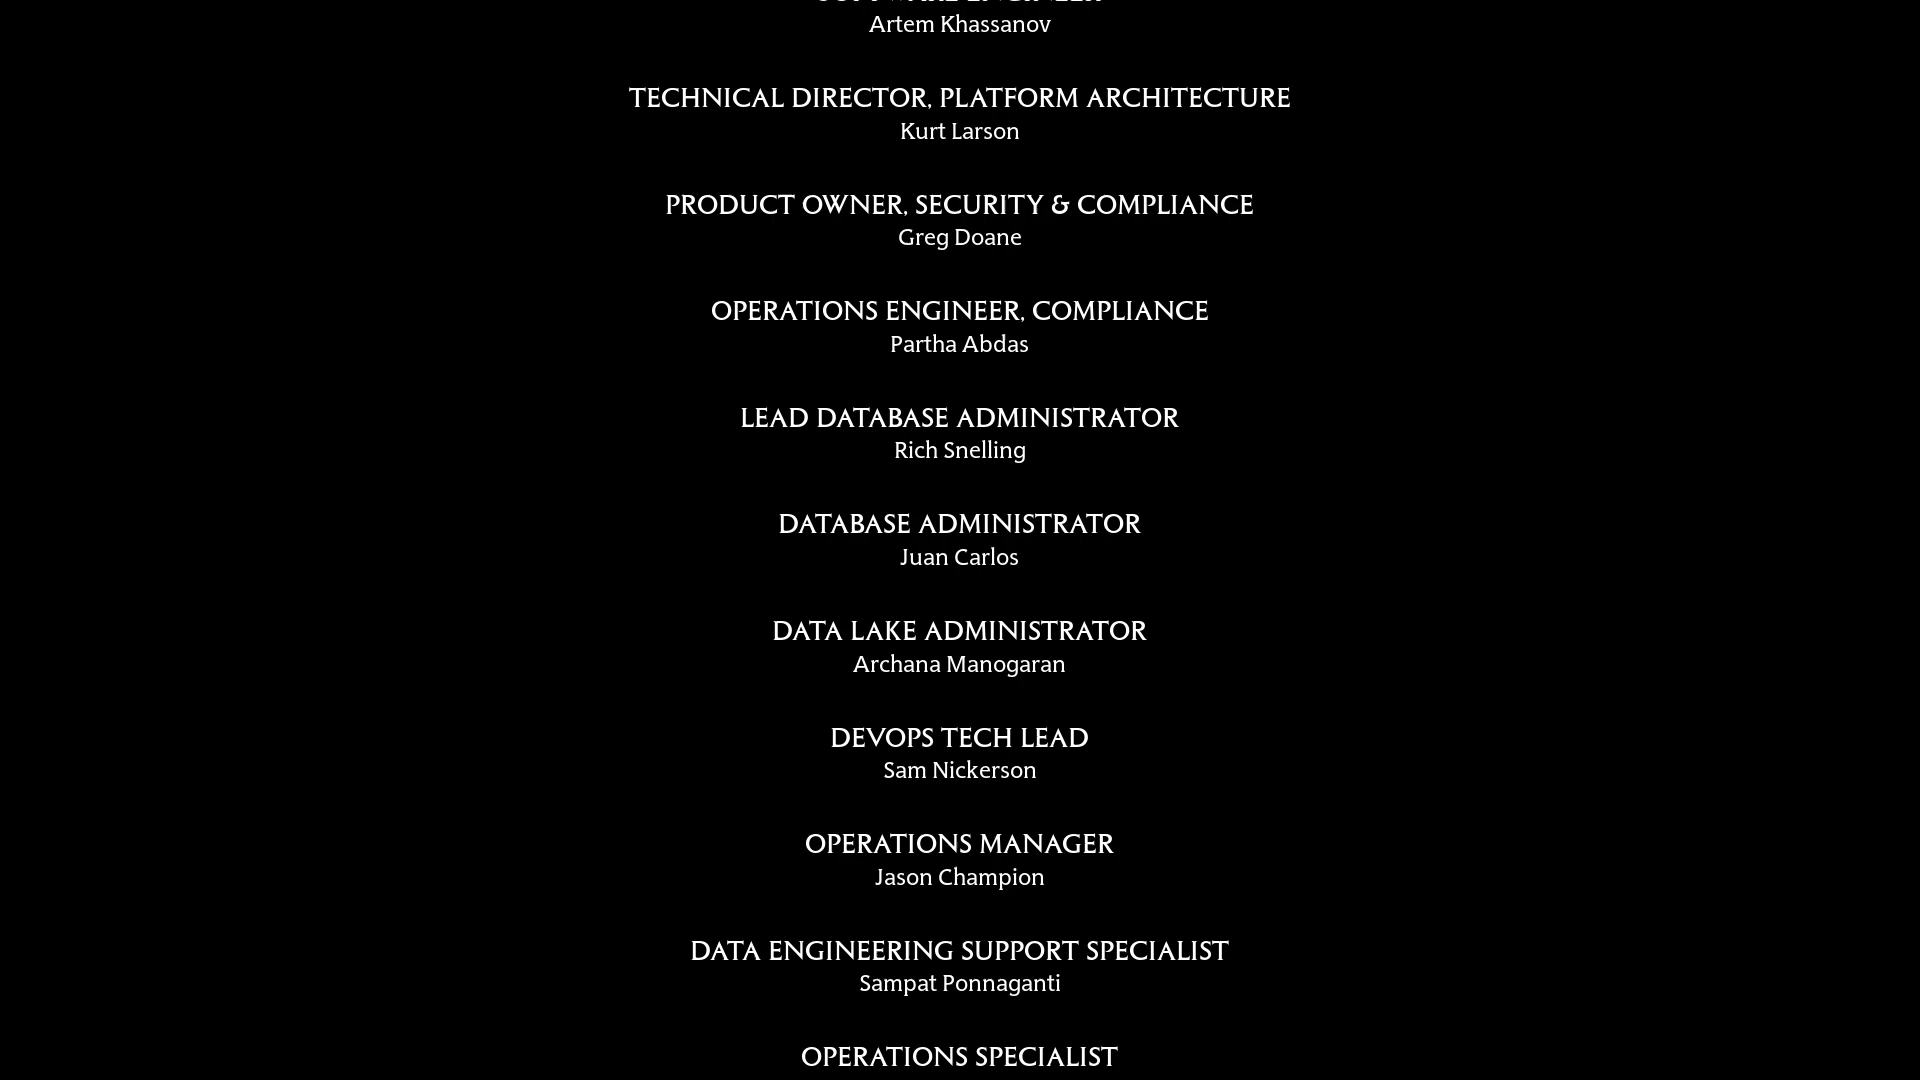 SOFTWARE ENGINEER
Artem Khassanov
TECHNICAL DIRECTOR, PLATFORM ARCHITECTURE
Kurt Larson
PRODUCT OWNER, SECURITY & COMPLIANCE
Greg Doane
OPERATIONS ENGINEER, COMPLIANCE
Partha Abdas
LEAD DATABASE ADMINISTRATOR
Rich Snelling
DATABASE ADMINISTRATOR
Juan Carlos
DATA LAKE ADMINISTRATOR
Archana Manogaran
DEVOPS TECH LEAD
Sam Nickerson
OPERATIONS MANAGER
Jason Champion
DATA ENGINEERING SUPPORT SPECIALIST
Sampat Ponnaganti
OPERATIONS SPECIALIST